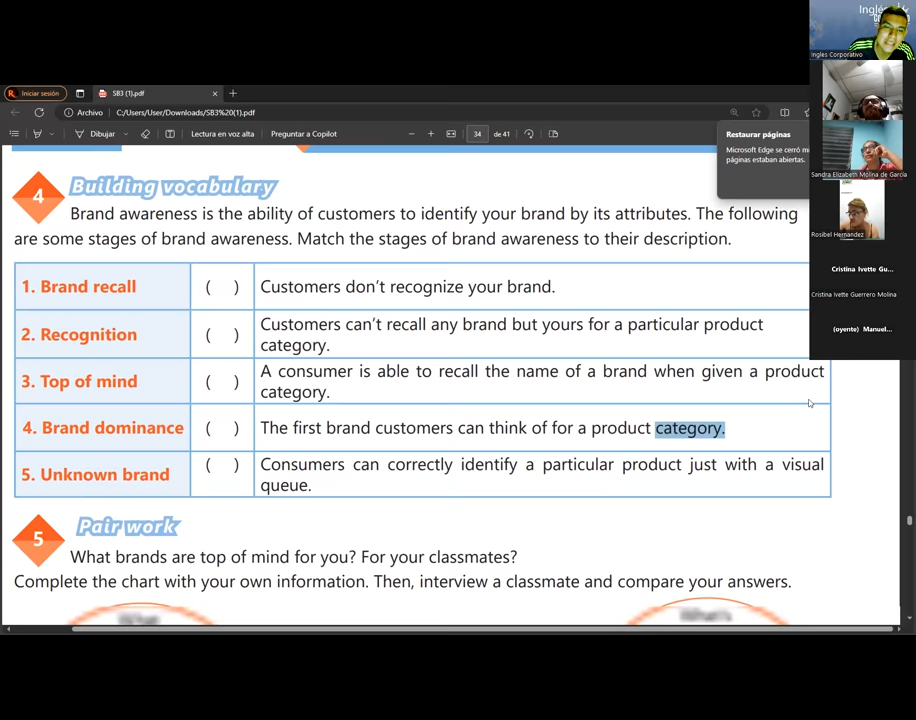 Iniciar sesión
SB3 (1).pdf
Archivo
C:/Users/User/Downloads/SB3%20(1).pdf
Dibujar
Lectura en voz alta
Preguntar a Copilot
34
de 41
Restaurar páginas
Microsoft Edge se cerró mi
páginas estaban abiertas.
4
Building vocabulary
Brand awareness is the ability of customers to identify your brand by its attributes. The following
are some stages of brand awareness. Match the stages of brand awareness to their description.
1. Brand recall ( ) Customers don't recognize your brand.
2. Recognition ( ) Customers can't recall any brand but yours for a particular product
category.
3. Top of mind ( ) A consumer is able to recall the name of a brand when given a product
category.
4. Brand dominance ( ) The first brand customers can think of for a product category.
5. Unknown brand ( ) Consumers can correctly identify a particular product just with a visual
queue.
5
Pair work
What brands are top of mind for you? For your classmates?
Complete the chart with your own information. Then, interview a classmate and compare your answers.
What
What's
Inglés Corporativo
Sandra Elizabeth Molina de García
Rosibel Hernandez
Cristina Ivette Gu...
Cristina Ivette Guerrero Molina
(oyente) Manuel...